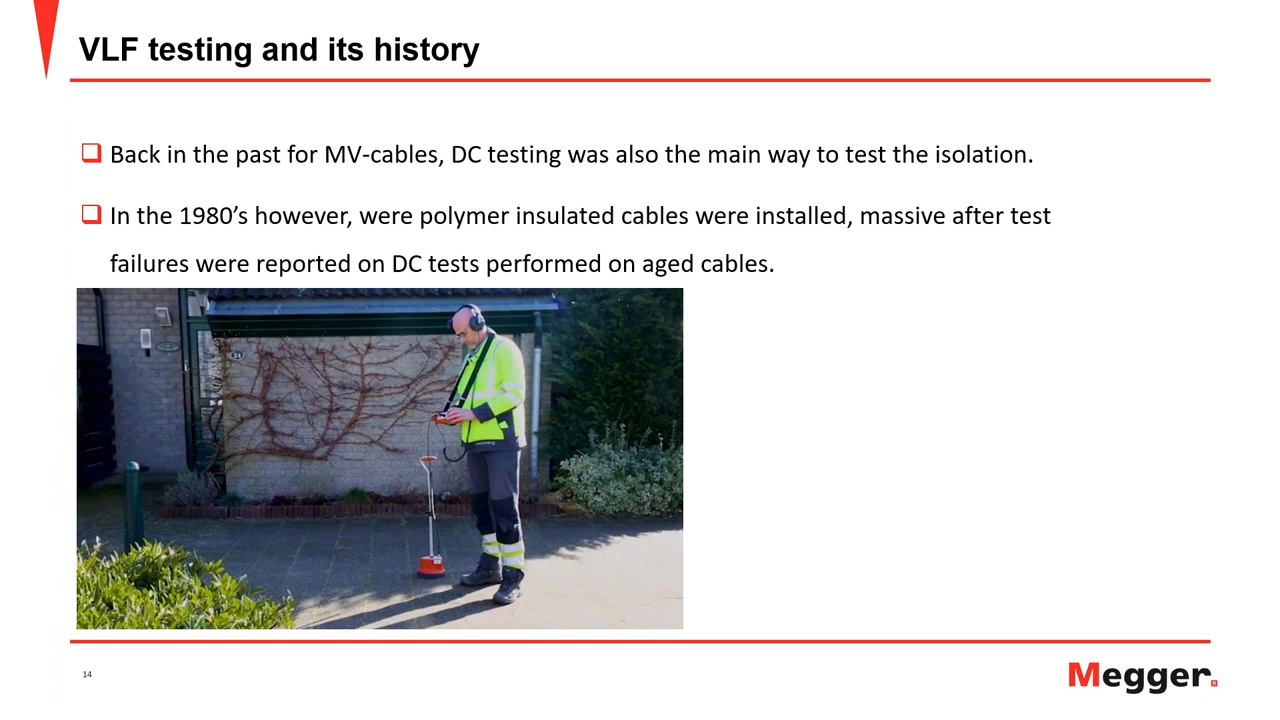 VLF testing and its history
Back in the past for MV-cables, DC testing was also the main way to test the isolation.
In the 1980’s however, were polymer insulated cables were installed, massive after test
failures were reported on DC tests performed on aged cables.
34
14
Megger.